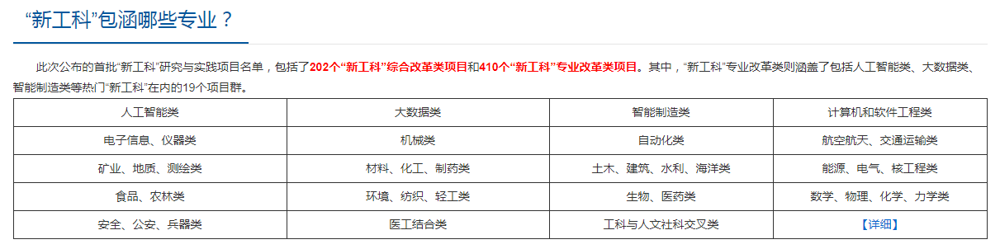 “新工科”包涵哪些专业？
此次公布的首批“新工科”研究与实践项目名单，包括了202个“新工科”综合改革类项目和410个“新工科”专业改革类项目。其中，“新工科”专业改革类则涵盖了包括人工智能类、大数据类、
智能制造类等热门“新工科”在内的19个项目群。
人工智能类 大数据类 智能制造类 计算机和软件工程类
电子信息、仪器类 机械类 自动化类 航空航天、交通运输类
矿业、地质、测绘类 材料、化工、制药类 土木、建筑、水利、海洋类 能源、电气、核工程类
食品、农林类 环境、纺织、轻工类 生物、医药类 数学、物理、化学、力学类
安全、公安、兵器类 医工结合类 工科与人文社科交叉类 【详细】